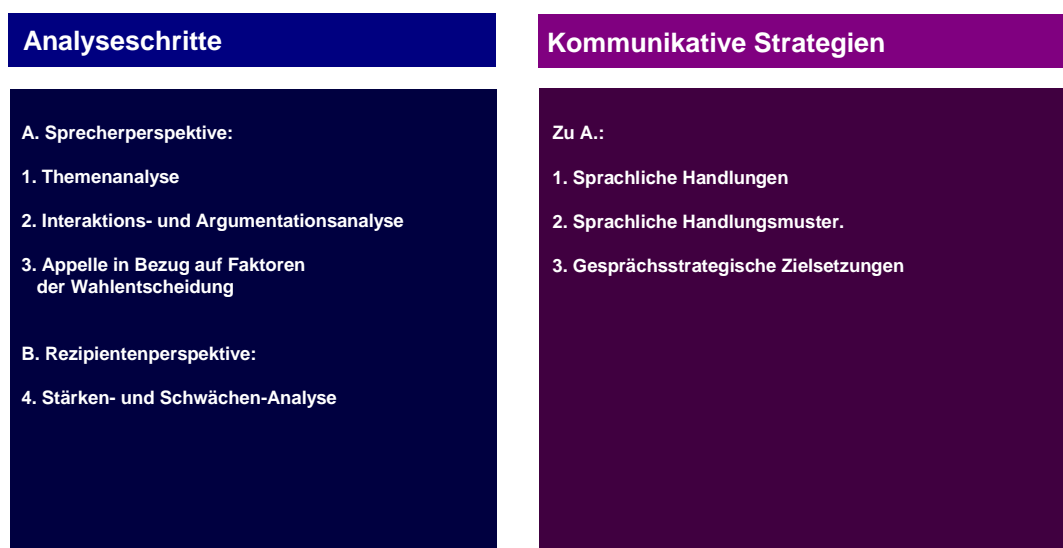 Analyseschritte
A. Sprecherperspektive:
1. Themenanalyse
2. Interaktions- und Argumentationsanalyse
3. Appelle in Bezug auf Faktoren
der Wahlentscheidung
B. Rezipientenperspektive:
4. Stärken- und Schwächen-Analyse
Kommunikative Strategien
Zu A.:
1. Sprachliche Handlungen
2. Sprachliche Handlungsmuster.
3. Gesprächsstrategische Zielsetzungen